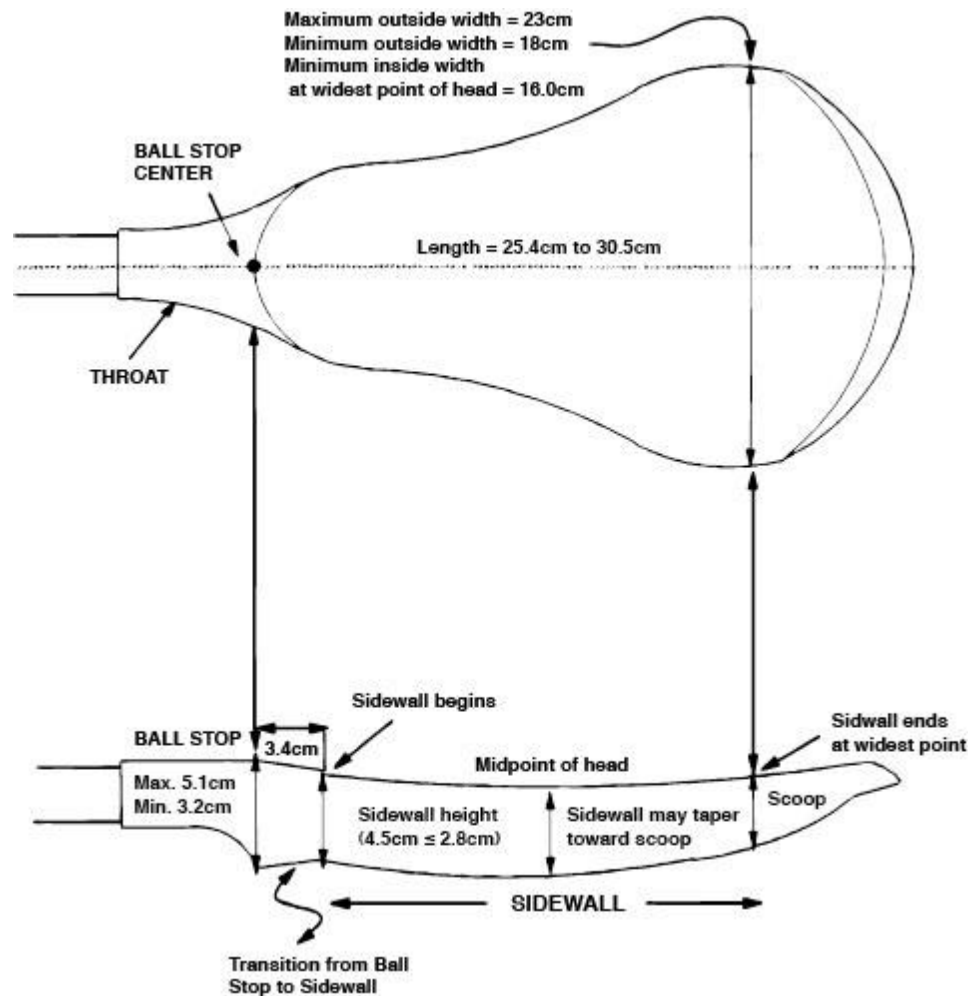 Maximum outside width = 23cm
Minimum outside width = 18cm
Minimum inside width
at widest point of head = 16.0cm
BALL STOP
CENTER
Length = 25.4cm to 30.5cm
THROAT
Sidewall begins
BALL STOP
3.4cm
Sidwall ends
at widest point
Midpoint of head
Max. 5.1cm
Min. 3.2cm
Sidewall height
(4.5cm ≤ 2.8cm)
Sidewall may taper
toward scoop
Scoop
SIDEWALL
Transition from Ball
Stop to Sidewall